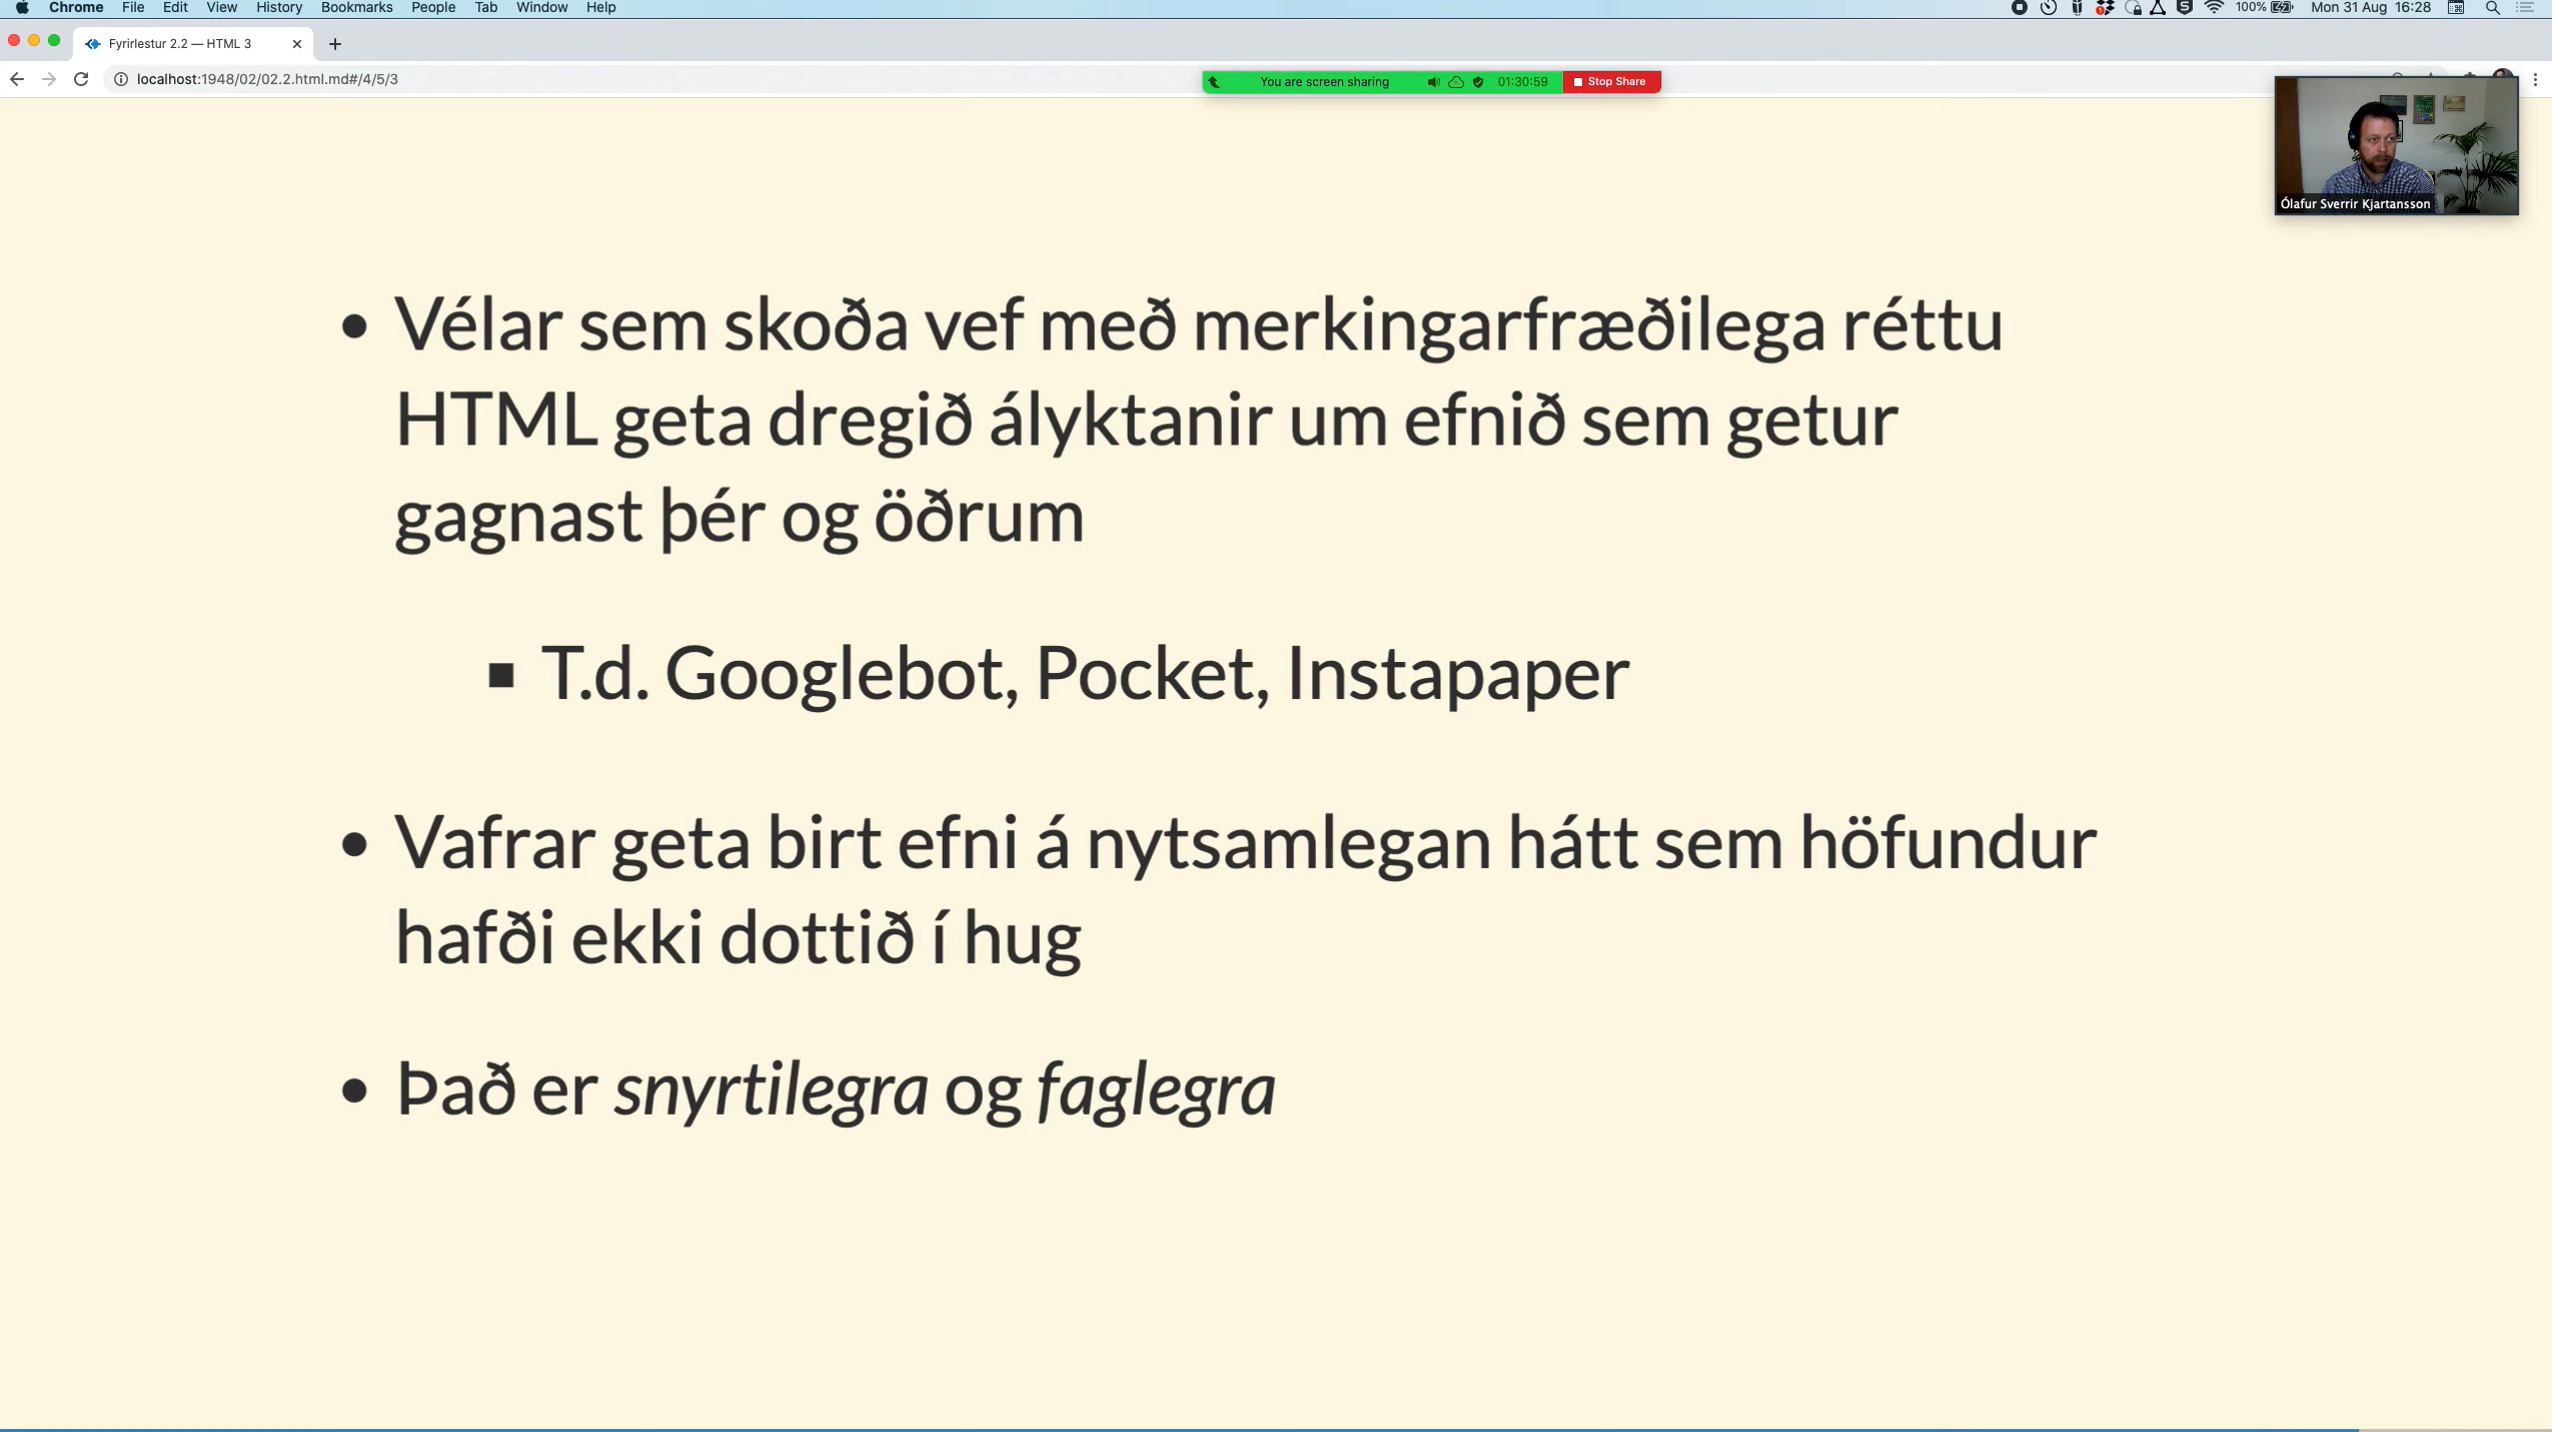 Chrome File Edit View History Bookmarks People Tab Window Help
100% Mon 31 Aug 16:28
Fyrirlestur 2.2 — HTML 3
localhost:1948/02/02.2.html.md#/4/5/3
You are screen sharing 01:30:59 Stop Share
Ólafur Sverrir Kjartansson
Vélar sem skoða vef með merkingarfræðilega réttu
HTML geta dregið ályktanir um efnið sem getur
gagnast þér og öðrum
T.d. Googlebot, Pocket, Instapaper
Vafrar geta birt efni á nytsamlegan hátt sem höfundur
hafði ekki dottið í hug
Það er snyrtilegra og faglegra